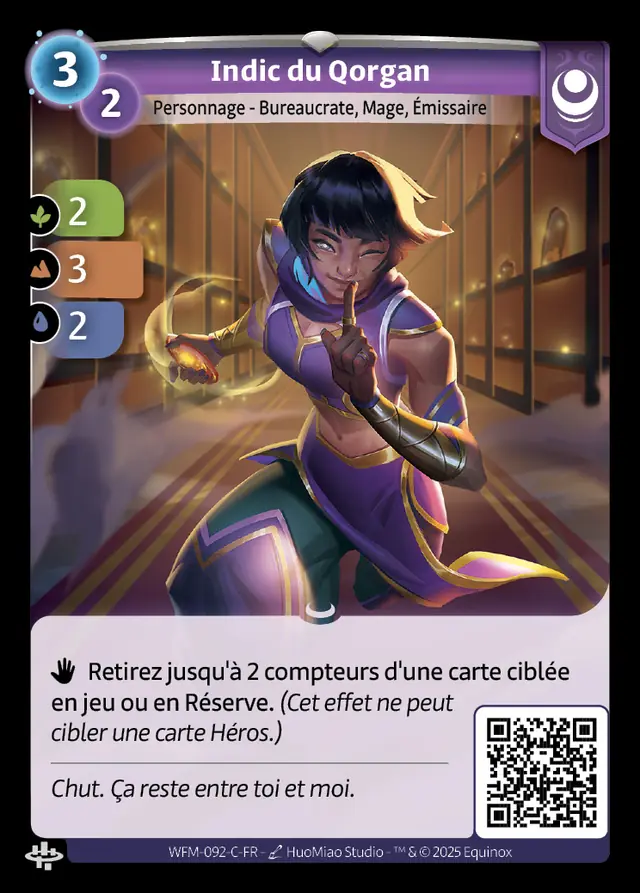 3
Indic du Qorgan
2
Personnage - Bureaucrate, Mage, Émissaire
2
3
2
Retirez jusqu'à 2 compteurs d'une carte ciblée
en jeu ou en Réserve. (Cet effet ne peut
cibler une carte Héros.)
Chut. Ça reste entre toi et moi.
WFM-092-C-FR - HuoMiao Studio - ™ & © 2025 Equinox